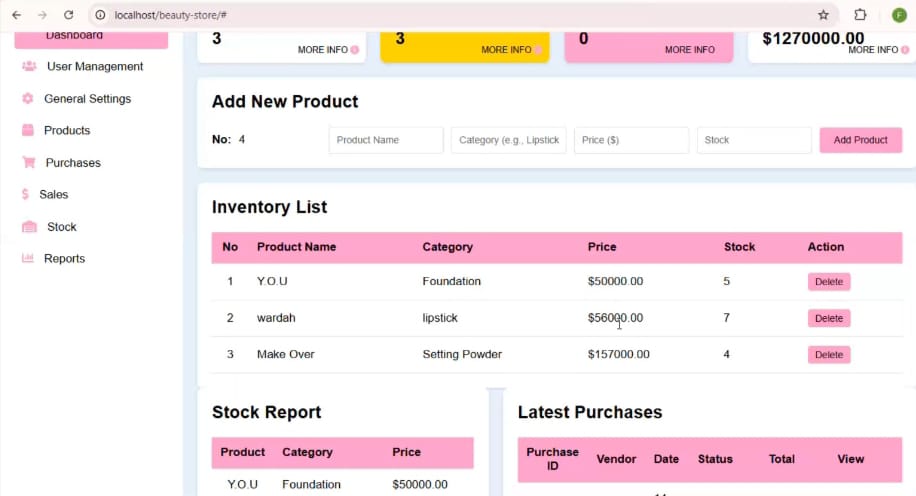 localhost/beauty-store/#
F
Dashboard
User Management
General Settings
Products
Purchases
$ Sales
Stock
Reports
3
MORE INFO
3
MORE INFO
0
MORE INFO
$1270000.00
MORE INFO
Add New Product
No: 4
Product Name
Category (e.g., Lipstick
Price ($)
Stock
Add Product
Inventory List
No Product Name Category Price Stock Action
1 Y.O.U Foundation $50000.00 5 Delete
2 wardah lipstick $56000.00 7 Delete
3 Make Over Setting Powder $157000.00 4 Delete
Stock Report
Product Category Price
Y.O.U Foundation $50000.00
Latest Purchases
Purchase ID Vendor Date Status Total View